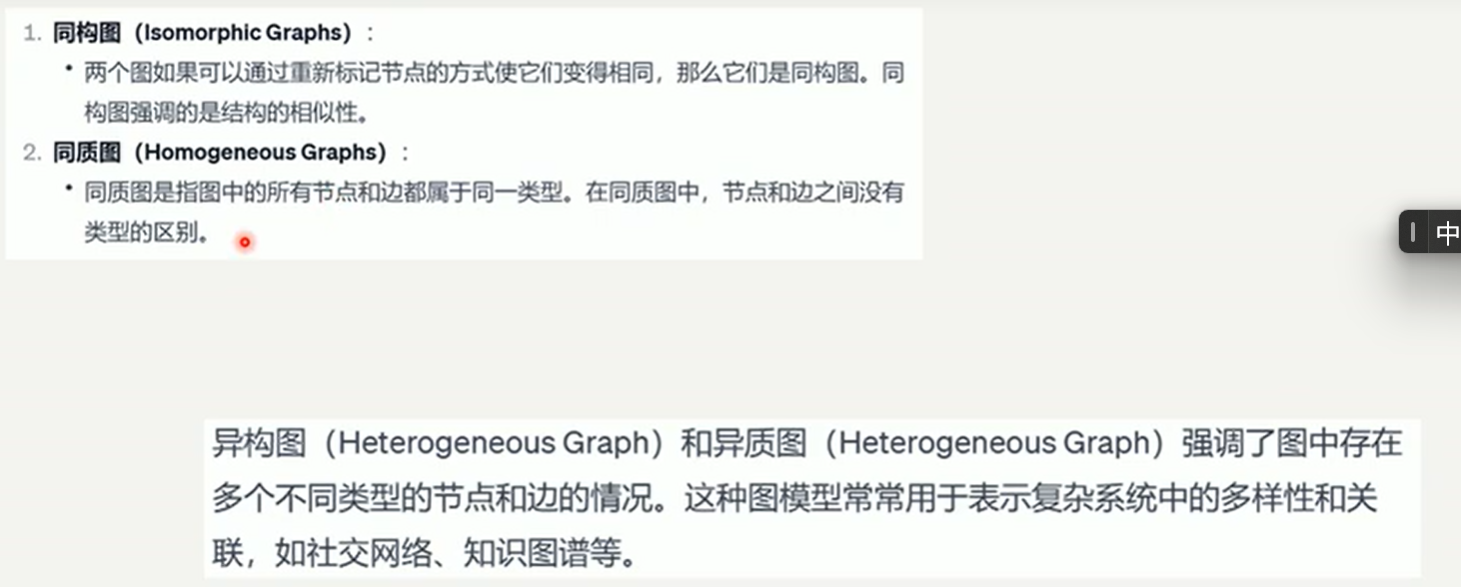 1. 同构图（Isomorphic Graphs）：
• 两个图如果可以通过重新标记节点的方式使它们变得相同，那么它们是同构图。同
构图强调的是结构的相似性。
2. 同质图（Homogeneous Graphs）：
• 同质图是指图中的所有节点和边都属于同一类型。在同质图中，节点和边之间没有
类型的区别。
中
异构图（Heterogeneous Graph）和异质图（Heterogeneous Graph）强调了图中存在
多个不同类型的节点和边的情况。这种图模型常常用于表示复杂系统中的多样性和关
联，如社交网络、知识图谱等。